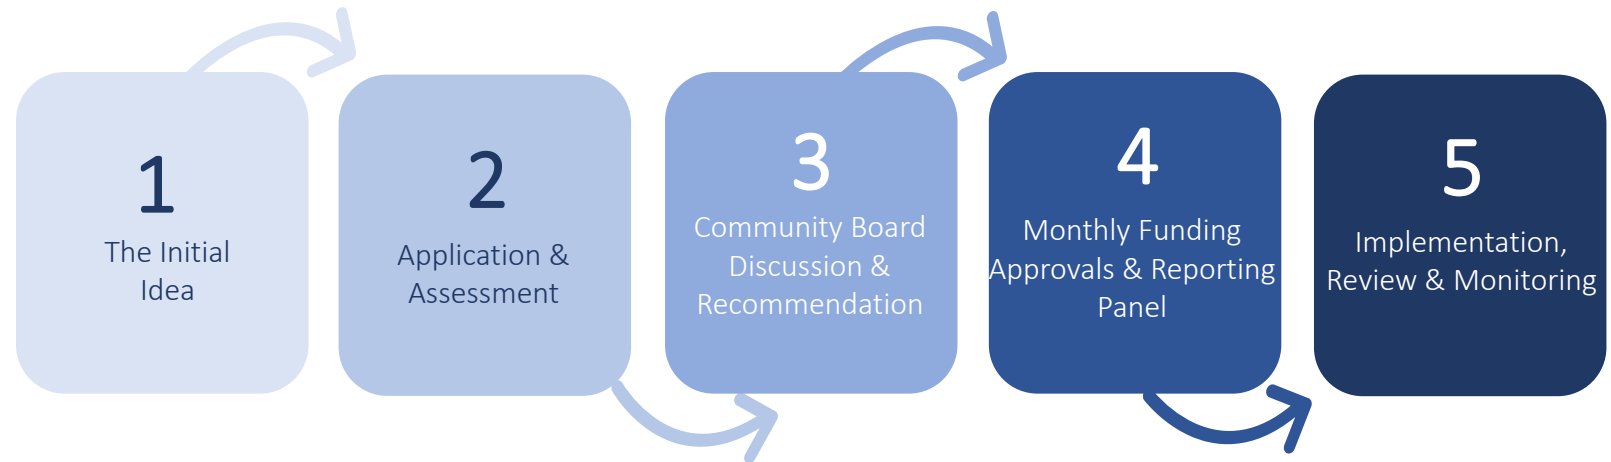 1
The Initial
Idea
2
Application &
Assessment
3
Community Board
Discussion &
Recommendation
4
Monthly Funding
Approvals & Reporting
Panel
5
Implementation,
Review & Monitoring